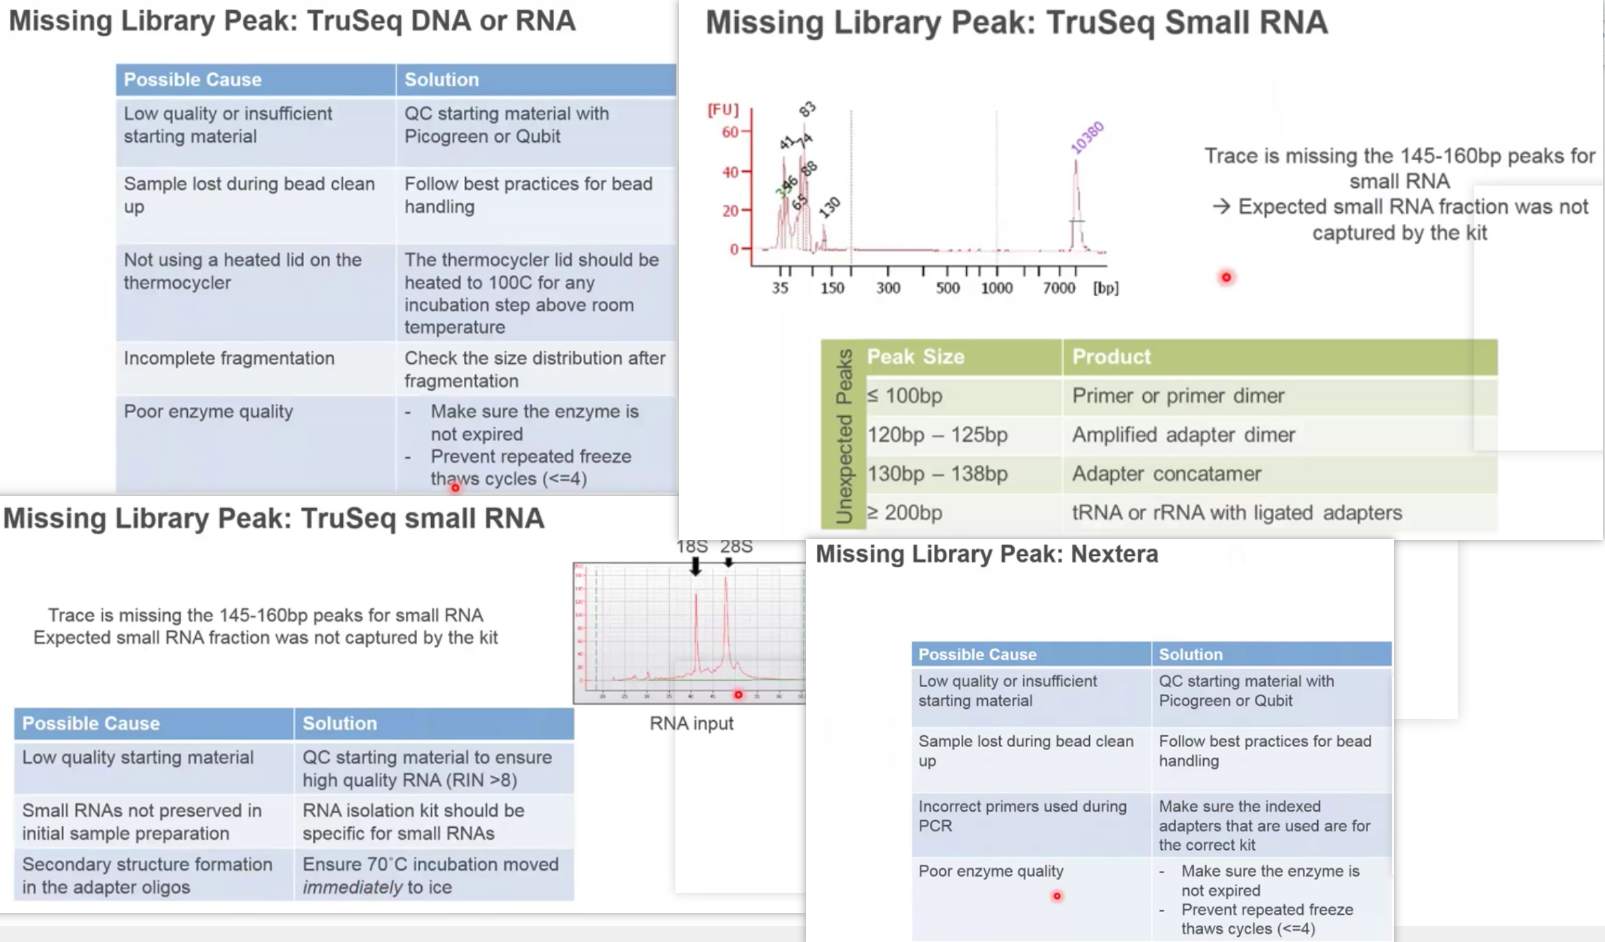 Missing Library Peak: TruSeq DNA or RNA
Possible Cause
Solution
Low quality or insufficient
starting material
QC starting material with
Picogreen or Qubit
Sample lost during bead clean
up
Follow best practices for bead
handling
Not using a heated lid on the
thermocycler
The thermocycler lid should be
heated to 100C for any
incubation step above room
temperature
Incomplete fragmentation
Check the size distribution after
fragmentation
Poor enzyme quality
- Make sure the enzyme is
not expired
- Prevent repeated freeze
thaws cycles (<=4)
Missing Library Peak: TruSeq Small RNA
[FU]
60
40
20
0
41
46
65
74
83
88
130
10380
35 150 300 500 1000 7000 [bp]
Trace is missing the 145-160bp peaks for
small RNA
→ Expected small RNA fraction was not
captured by the kit
Unexpected Peaks
Peak Size
Product
≤ 100bp
Primer or primer dimer
120bp – 125bp
Amplified adapter dimer
130bp – 138bp
Adapter concatamer
≥ 200bp
tRNA or rRNA with ligated adapters
Missing Library Peak: TruSeq small RNA
Trace is missing the 145-160bp peaks for small RNA
Expected small RNA fraction was not captured by the kit
18S 28S
RNA input
Possible Cause
Solution
Low quality starting material
QC starting material to ensure
high quality RNA (RIN >8)
Small RNAs not preserved in
initial sample preparation
RNA isolation kit should be
specific for small RNAs
Secondary structure formation
in the adapter oligos
Ensure 70˚C incubation moved
immediately to ice
Missing Library Peak: Nextera
Possible Cause
Solution
Low quality or insufficient
starting material
QC starting material with
Picogreen or Qubit
Sample lost during bead clean
up
Follow best practices for bead
handling
Incorrect primers used during
PCR
Make sure the indexed
adapters that are used are for
the correct kit
Poor enzyme quality
- Make sure the enzyme is
not expired
- Prevent repeated freeze
thaws cycles (<=4)